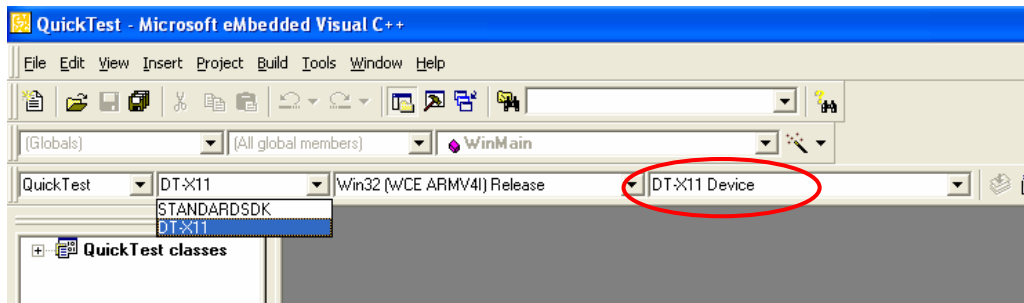 QuickTest - Microsoft eMbedded Visual C++
File Edit View Insert Project Build Tools Window Help
(Globals) (All global members) WinMain
QuickTest DT-X11 Win32 (WCE ARMV4I) Release DT-X11 Device
STANDARDSDK
DT-X11
QuickTest classes